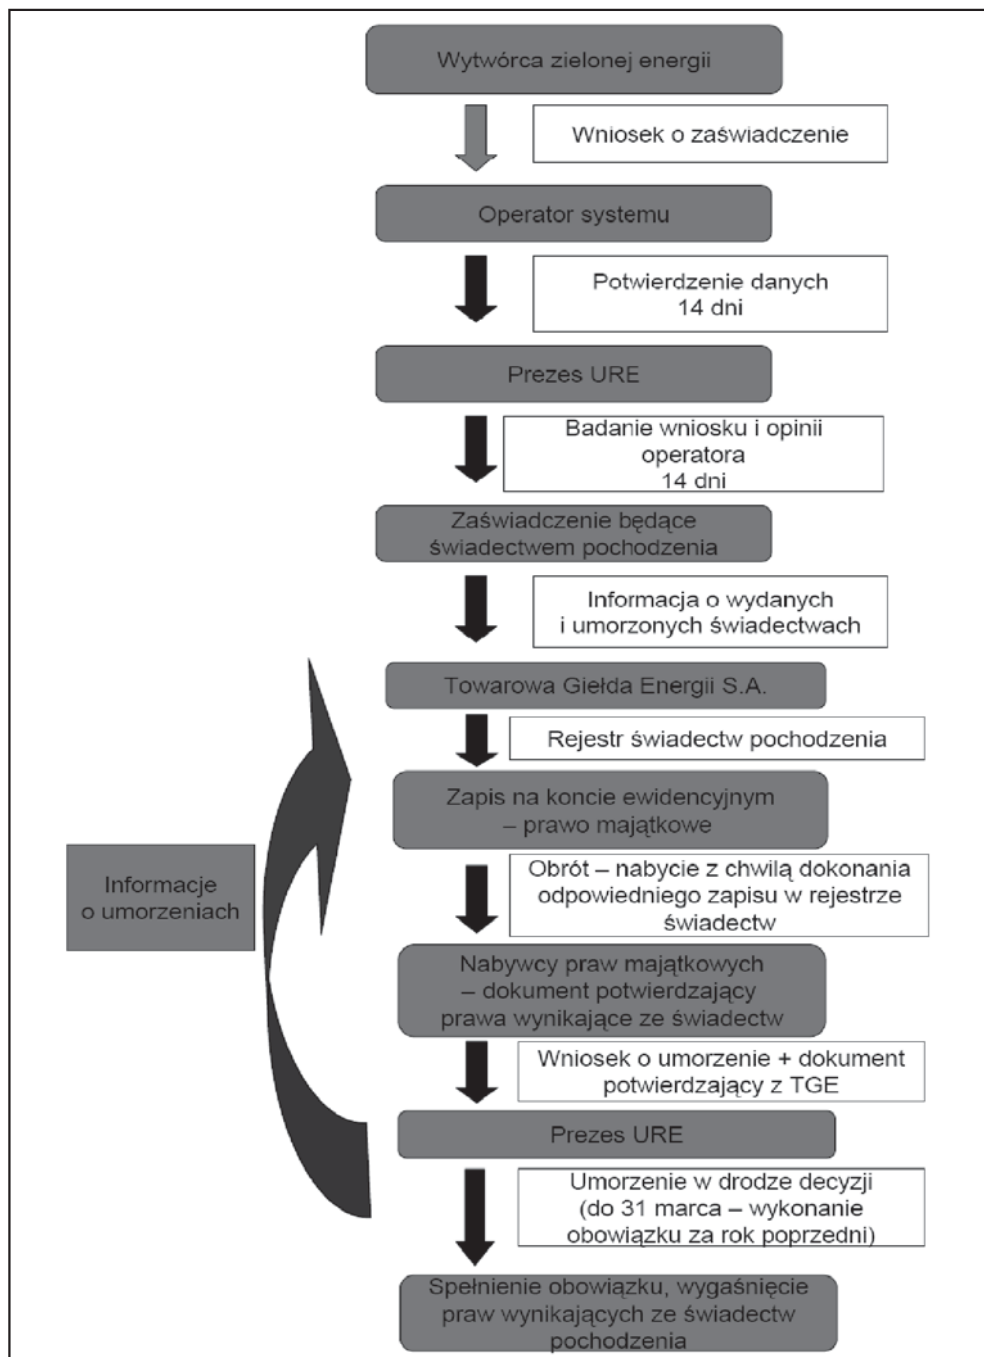 Wytwórca zielonej energii
Wniosek o zaświadczenie
Operator systemu
Potwierdzenie danych
14 dni
Prezes URE
Badanie wniosku i opinii
operatora
14 dni
Zaświadczenie będące
świadectwem pochodzenia
Informacja o wydanych
i umorzonych świadectwach
Towarowa Giełda Energii S.A.
Rejestr świadectw pochodzenia
Zapis na koncie ewidencyjnym
– prawo majątkowe
Obrót – nabycie z chwilą dokonania
odpowiedniego zapisu w rejestrze
świadectw
Informacje
o umorzeniach
Nabywcy praw majątkowych
– dokument potwierdzający
prawa wynikające ze świadectw
Wniosek o umorzenie + dokument
potwierdzający z TGE
Prezes URE
Umorzenie w drodze decyzji
(do 31 marca – wykonanie
obowiązku za rok poprzedni)
Spełnienie obowiązku, wygaśnięcie
praw wynikających ze świadectw
pochodzenia